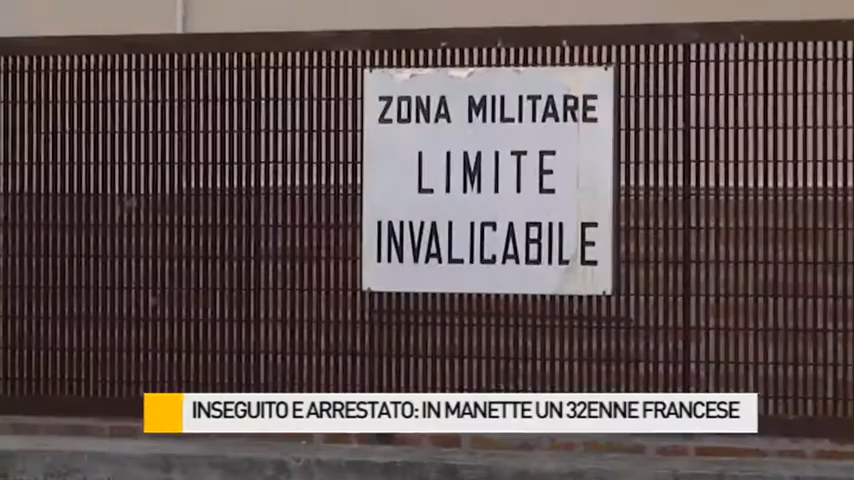 ZONA MILITARE
LIMITE
INVALICABILE
INSEGUITO E ARRESTATO: IN MANETTE UN 32ENNE FRANCESE